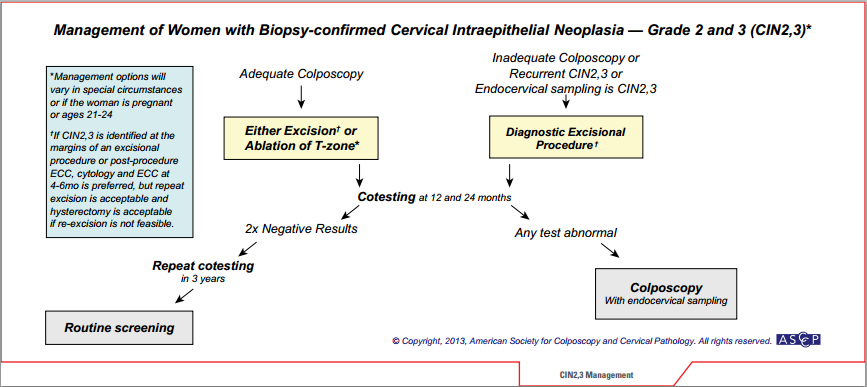 Management of Women with Biopsy-confirmed Cervical Intraepithelial Neoplasia — Grade 2 and 3 (CIN2,3)*
*Management options will
vary in special circumstances
or if the woman is pregnant
or ages 21-24
†If CIN2,3 is identified at the
margins of an excisional
procedure or post-procedure
ECC, cytology and ECC at
4-6mo is preferred, but repeat
excision is acceptable and
hysterectomy is acceptable
if re-excision is not feasible.
Adequate Colposcopy
Inadequate Colposcopy or
Recurrent CIN2,3 or
Endocervical sampling is CIN2,3
Either Excision† or
Ablation of T-zone*
Diagnostic Excisional
Procedure†
Cotesting at 12 and 24 months
2x Negative Results
Any test abnormal
Repeat cotesting
in 3 years
Colposcopy
With endocervical sampling
Routine screening
© Copyright, 2013, American Society for Colposcopy and Cervical Pathology. All rights reserved.
ASCCP
CIN2,3 Management